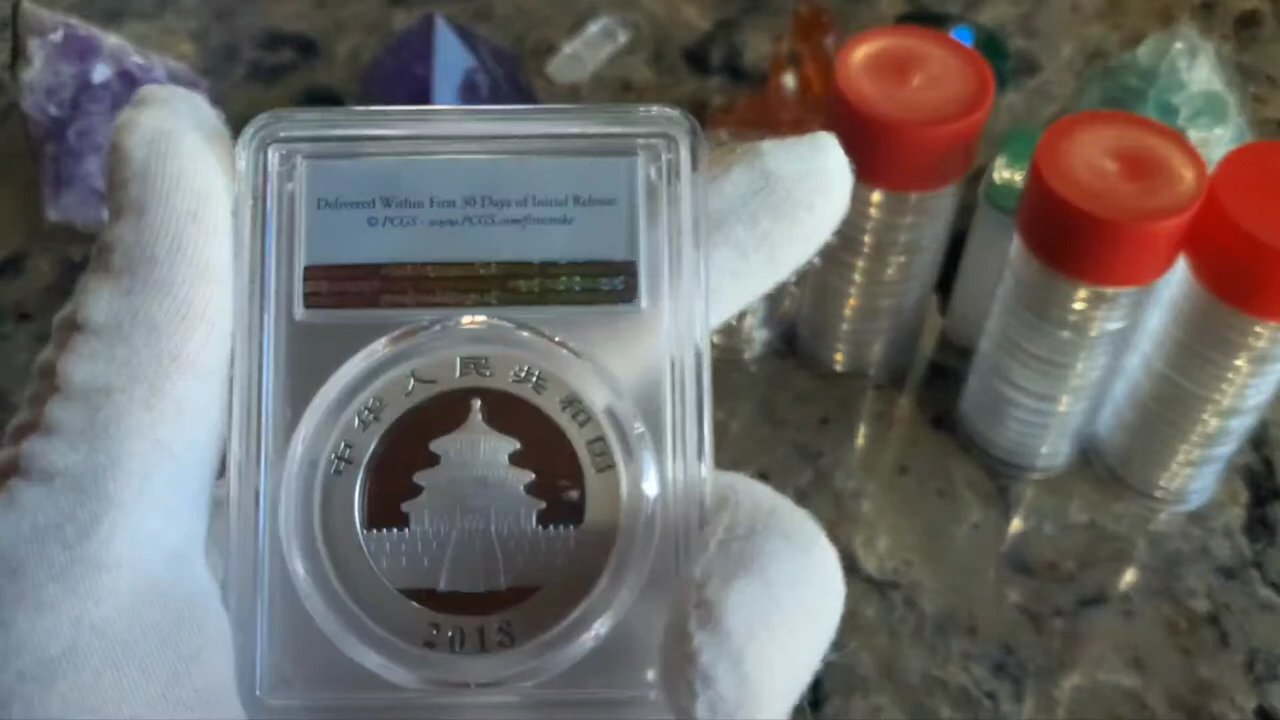 Delivered Within First 30 Days of Initial Release.
© PCGS - www.PCGS.com/firststrike
中华人民共和国
2018